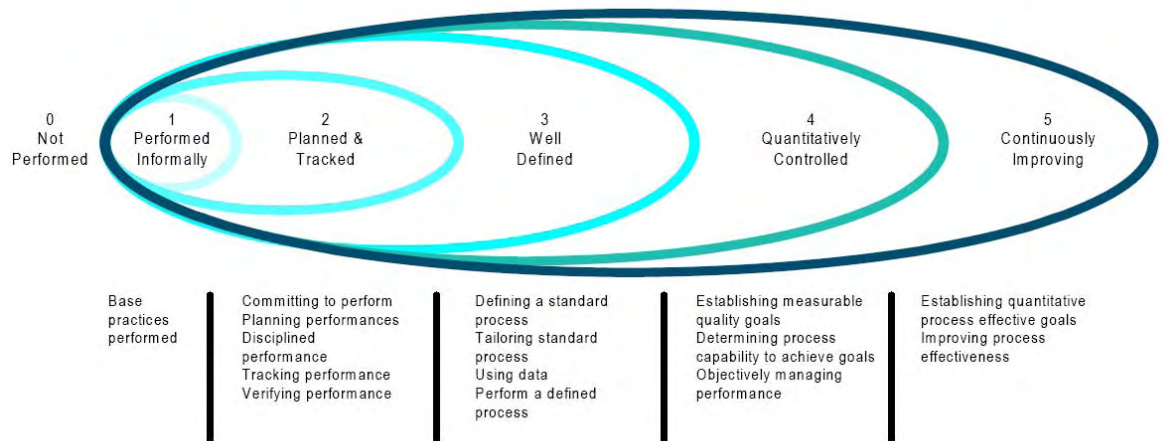 0
Not
Performed
1
Performed
Informally
2
Planned &
Tracked
3
Well
Defined
4
Quantitatively
Controlled
5
Continuously
Improving
Base
practices
performed
Committing to perform
Planning performances
Disciplined
performance
Tracking performance
Verifying performance
Defining a standard
process
Tailoring standard
process
Using data
Perform a defined
process
Establishing measurable
quality goals
Determining process
capability to achieve goals
Objectively managing
performance
Establishing quantitative
process effective goals
Improving process
effectiveness